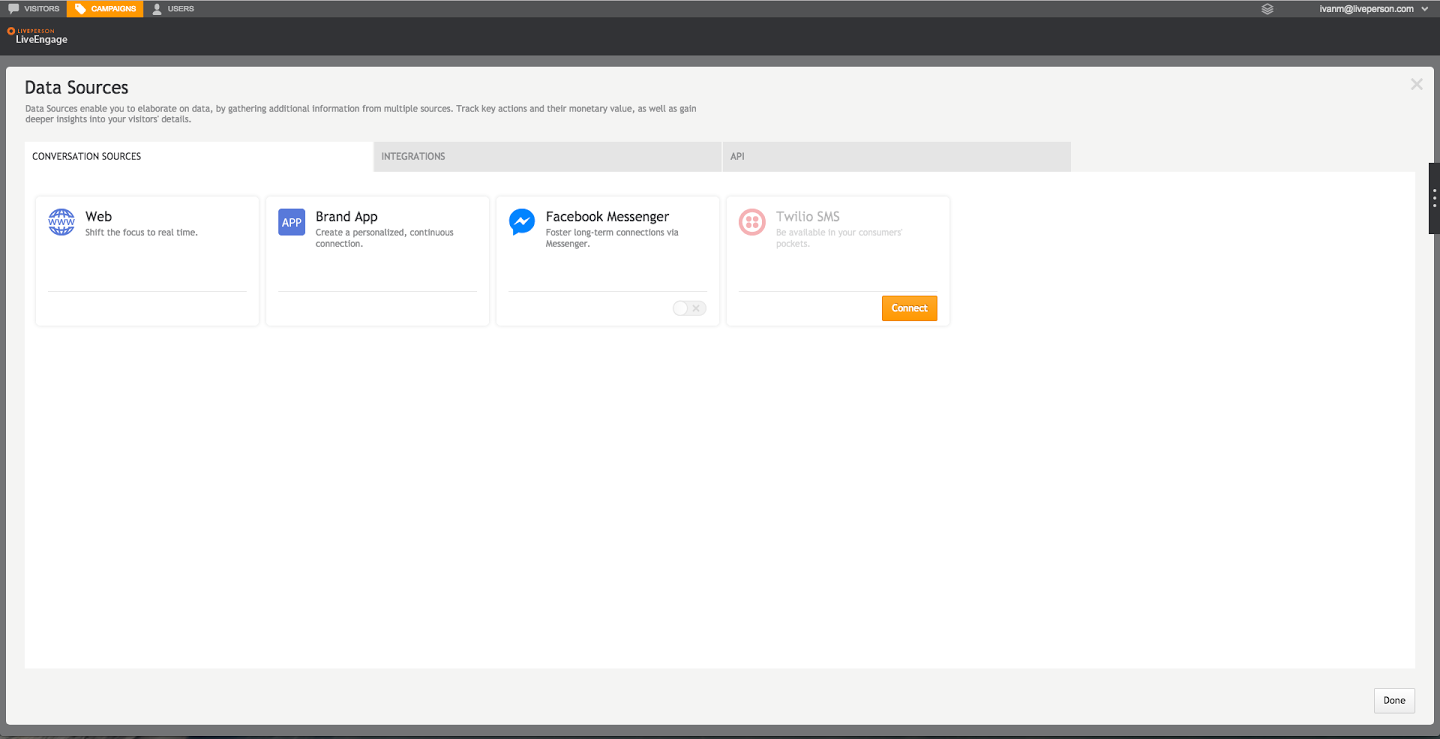 VISITORS
CAMPAIGNS
USERS
ivanm@liveperson.com
LIVEPERSON
LiveEngage
Data Sources
Data Sources enable you to elaborate on data, by gathering additional information from multiple sources. Track key actions and their monetary value, as well as gain
deeper insights into your visitors' details.
CONVERSATION SOURCES
INTEGRATIONS
API
WWW
Web
Shift the focus to real time.
APP
Brand App
Create a personalized, continuous
connection.
Facebook Messenger
Foster long-term connections via
Messenger.
Twilio SMS
Be available in your consumers'
pockets.
Connect
Done